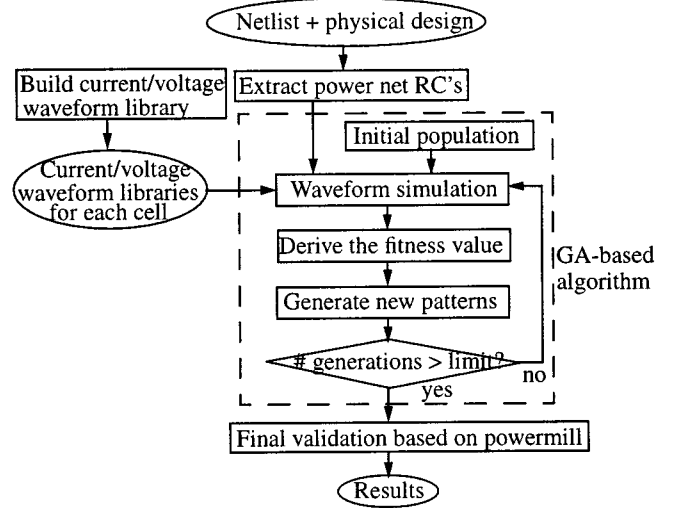 Netlist + physical design
Build current/voltage
waveform library
Extract power net RC's
Initial population
Current/voltage
waveform libraries
for each cell
Waveform simulation
Derive the fitness value
GA-based
algorithm
Generate new patterns
# generations > limit?
no
yes
Final validation based on powermill
Results